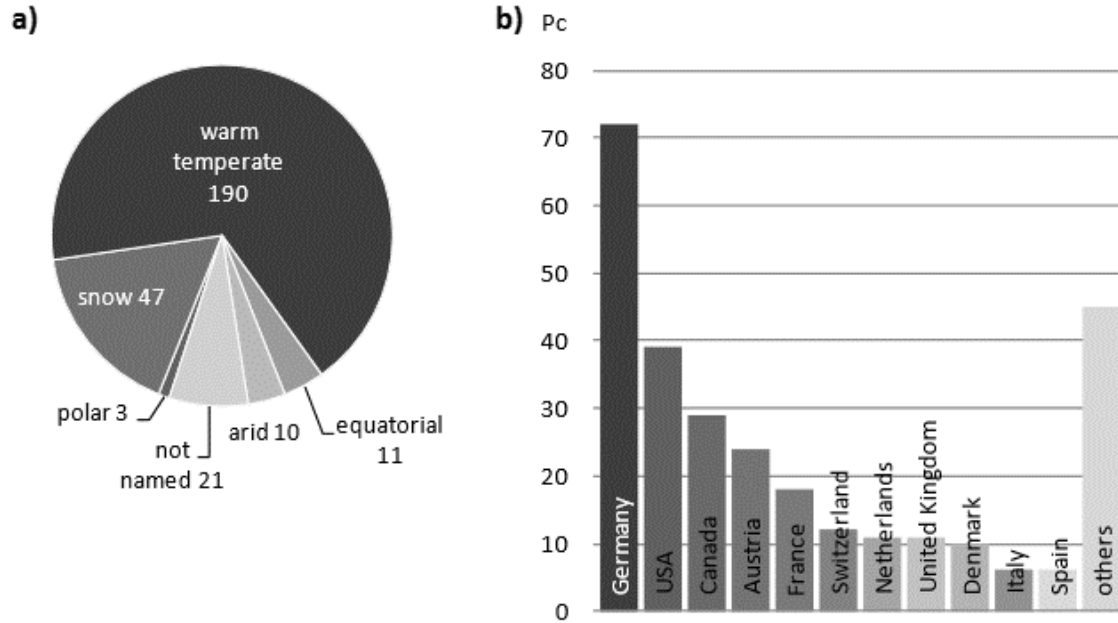 a)
warm
temperate
190
snow 47
polar 3
not
named 21
arid 10
equatorial
11
b)
Pc
80
70
60
50
40
30
20
10
0
Germany
USA
Canada
Austria
France
Switzerland
Netherlands
United Kingdom
Denmark
Italy
Spain
others